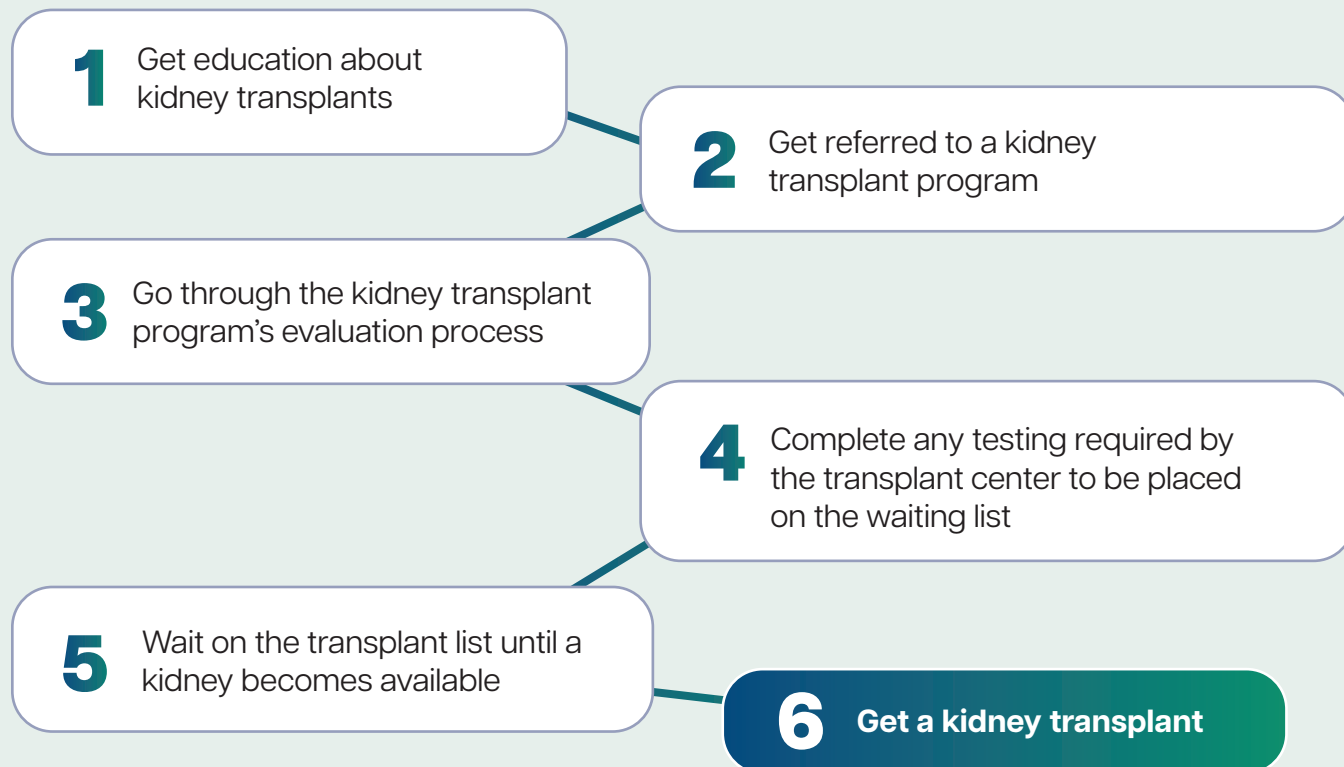 1 Get education about
kidney transplants
2 Get referred to a kidney
transplant program
3 Go through the kidney transplant
program’s evaluation process
4 Complete any testing required by
the transplant center to be placed
on the waiting list
5 Wait on the transplant list until a
kidney becomes available
6 Get a kidney transplant